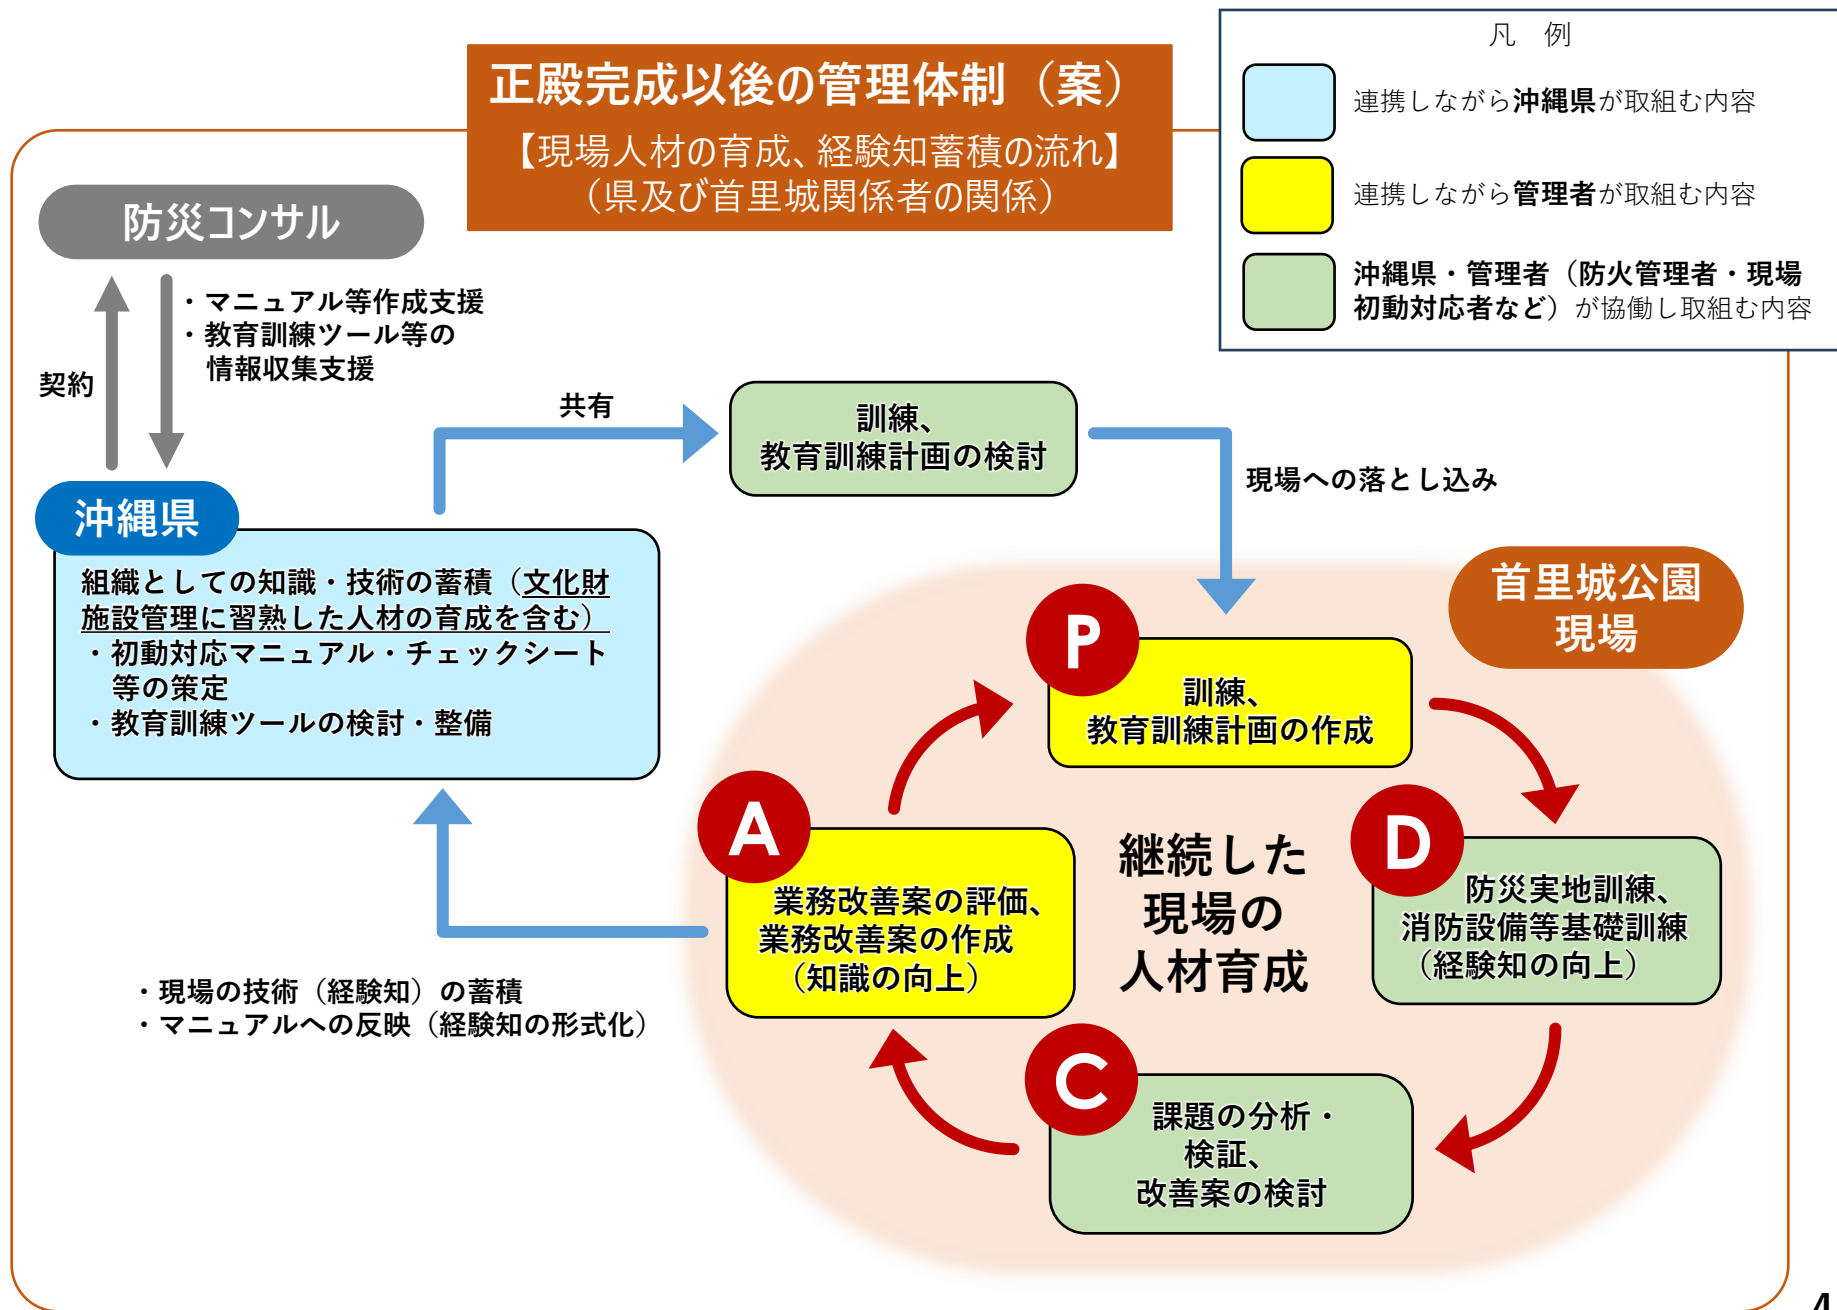 正殿完成以後の管理体制（案）
【現場人材の育成、経験知蓄積の流れ】
（県及び首里城関係者の関係）
凡　例
連携しながら沖縄県が取組む内容
連携しながら管理者が取組む内容
沖縄県・管理者（防火管理者・現場
初動対応者など）が協働し取組む内容
防災コンサル
・マニュアル等作成支援
・教育訓練ツール等の
情報収集支援
契約
共有
訓練、
教育訓練計画の検討
現場への落とし込み
沖縄県
組織としての知識・技術の蓄積（文化財
施設管理に習熟した人材の育成を含む）
・初動対応マニュアル・チェックシート
等の策定
・教育訓練ツールの検討・整備
首里城公園
現場
P
訓練、
教育訓練計画の作成
D
防災実地訓練、
消防設備等基礎訓練
（経験知の向上）
C
課題の分析・
検証、
改善案の検討
A
業務改善案の評価、
業務改善案の作成
（知識の向上）
継続した
現場の
人材育成
・現場の技術（経験知）の蓄積
・マニュアルへの反映（経験知の形式化）